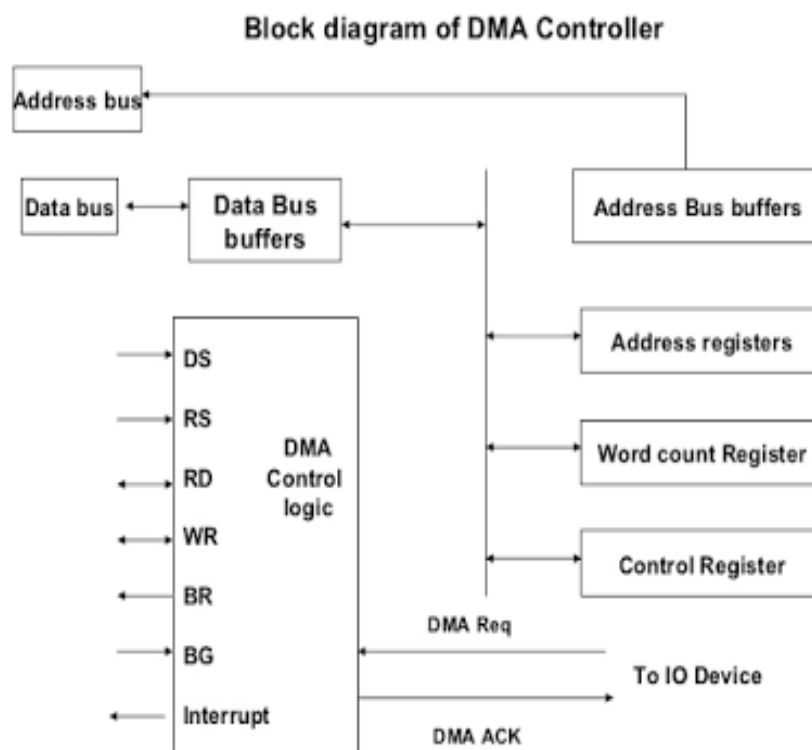 Block diagram of DMA Controller
Address bus
Data bus
Data Bus
buffers
Address Bus buffers
Address registers
Word count Register
Control Register
DS
RS
RD
WR
BR
BG
Interrupt
DMA
Control
logic
DMA Req
To IO Device
DMA ACK